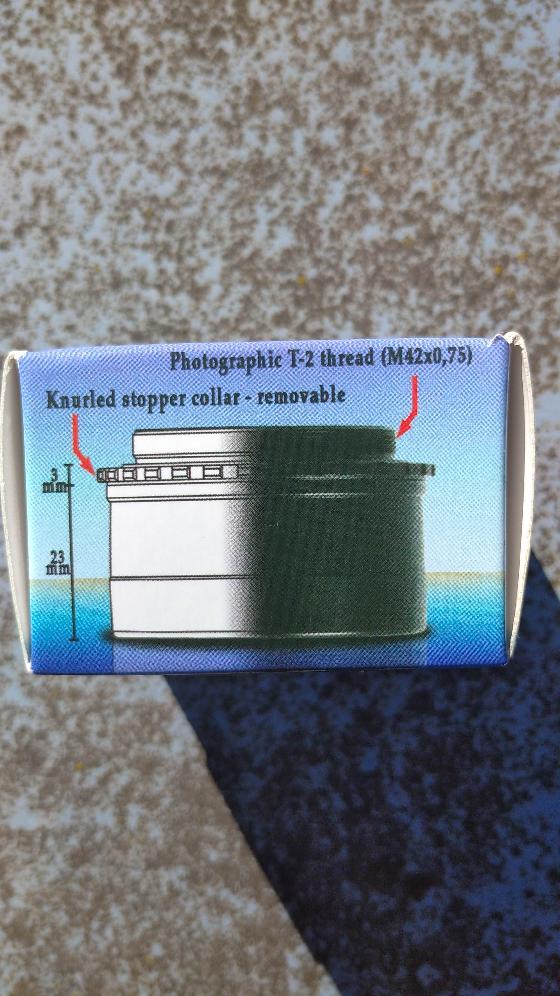 Photographic T-2 thread (M42x0,75)
Knurled stopper collar - removable
3
mm
23
mm